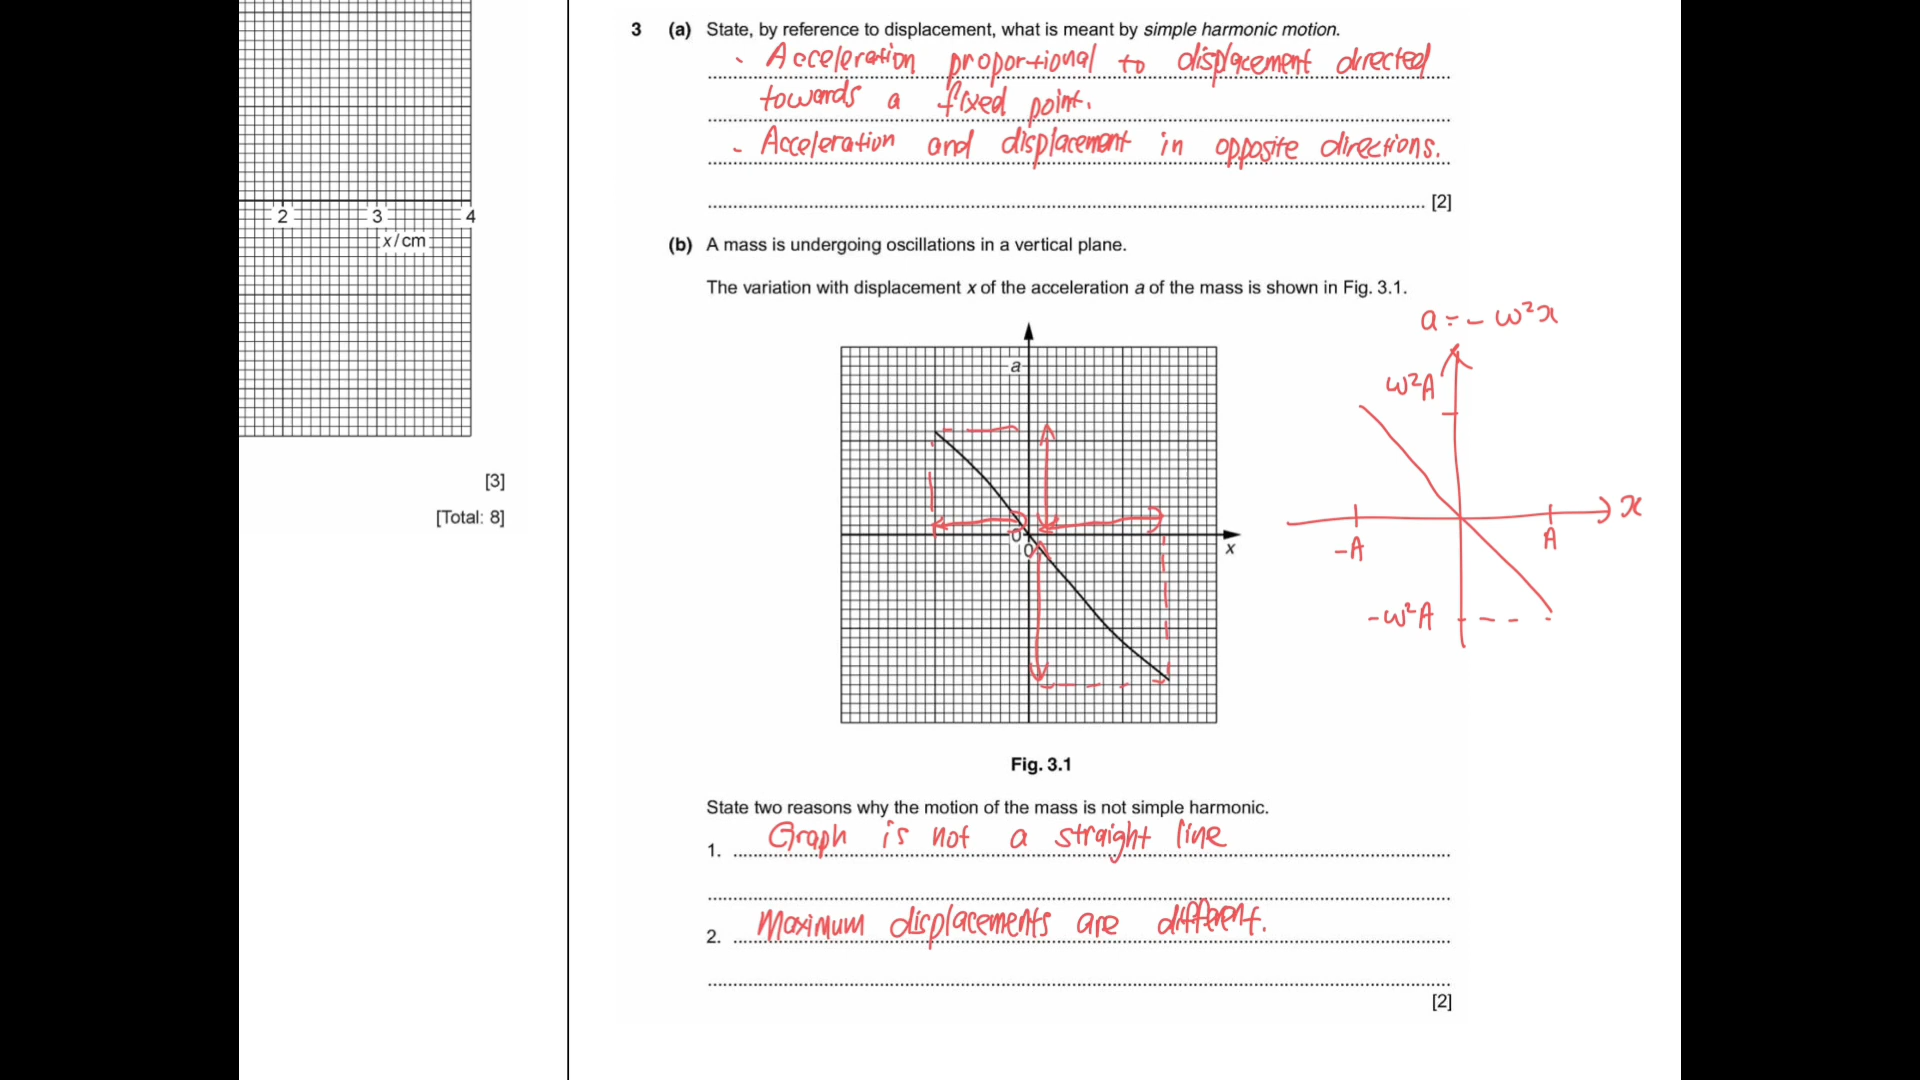 2
3
4
x/cm
[3]
[Total: 8]
3 (a) State, by reference to displacement, what is meant by simple harmonic motion.
- Acceleration proportional to displacement directed
towards a fixed point.
- Acceleration and displacement in opposite directions.
[2]
(b) A mass is undergoing oscillations in a vertical plane.
The variation with displacement x of the acceleration a of the mass is shown in Fig. 3.1.
a = - ω²x
a
ω²A
x
0
0
x
-A
A
-ω²A
Fig. 3.1
State two reasons why the motion of the mass is not simple harmonic.
1. Graph is not a straight line
2. Maximum displacements are different.
[2]